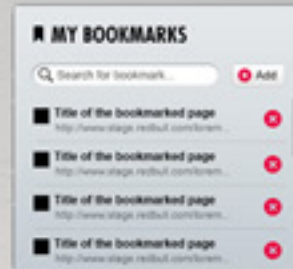 MY BOOKMARKS
Search for bookmark...
Add
Title of the bookmarked page
http://www.stage.redbull.com/lorem...
Title of the bookmarked page
http://www.stage.redbull.com/lorem...
Title of the bookmarked page
http://www.stage.redbull.com/lorem...
Title of the bookmarked page
http://www.stage.redbull.com/lorem...